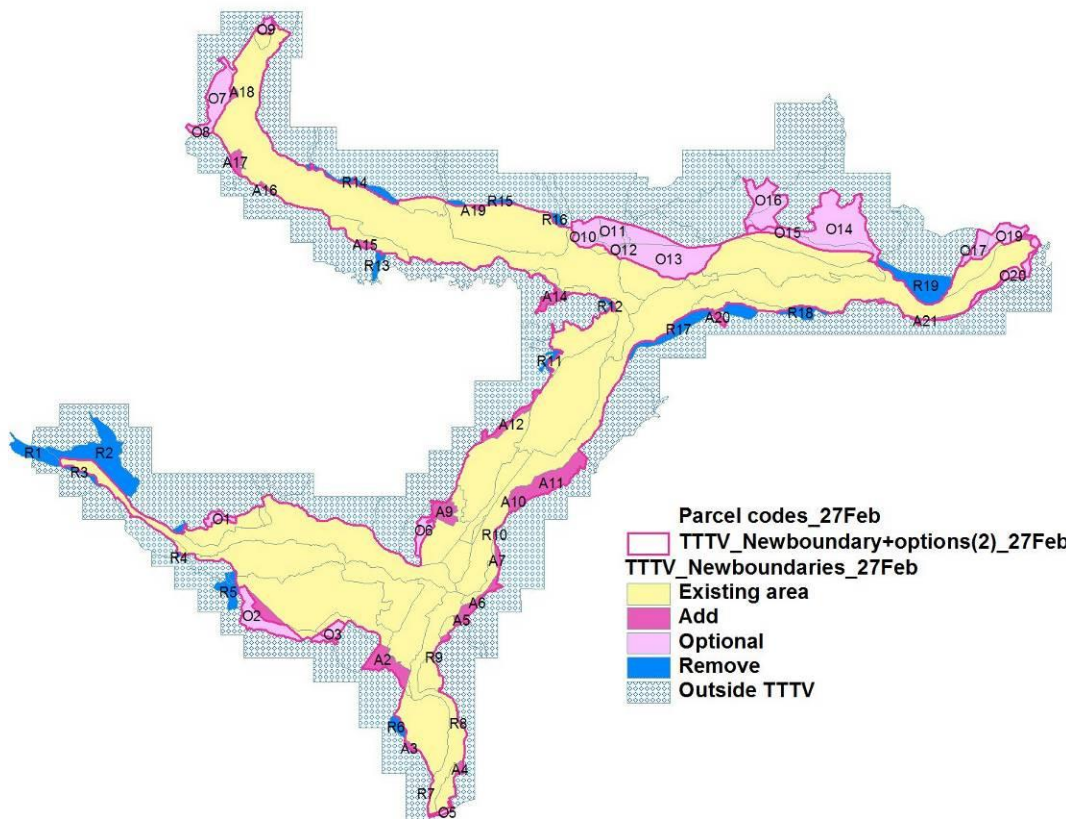 O9
O7
A18
O8
A17
A16
R14
R15
A19
R16
O10
O11
O12
O13
O16
O15
O14
O17
O19
O20
R19
A21
A15
R13
A14
R12
R17
A20
R18
R11
A12
R1
R2
R3
A11
A10
A9
O6
O1
R10
R4
A7
R5
A6
O2
A5
O3
A2
R9
R6
R8
A3
A4
R7
O5
Parcel codes_27Feb
TTTV_Newboundary+options(2)_27Feb
TTTV_Newboundaries_27Feb
Existing area
Add
Optional
Remove
Outside TTTV